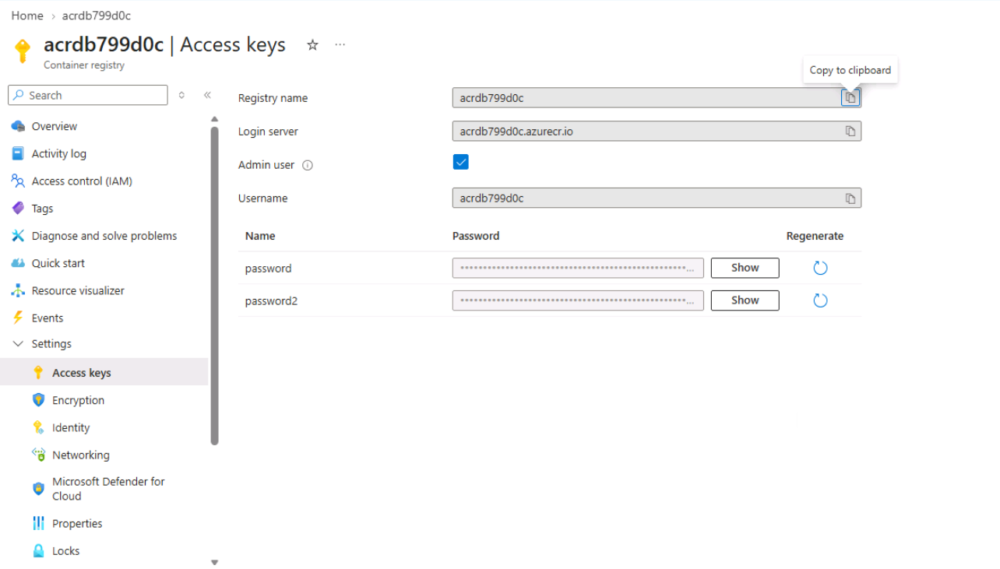 Home › acrdb799d0c
acrdb799d0c | Access keys ☆ ···
Container registry
Copy to clipboard
Search
Overview
Activity log
Access control (IAM)
Tags
Diagnose and solve problems
Quick start
Resource visualizer
Events
Settings
Access keys
Encryption
Identity
Networking
Microsoft Defender for
Cloud
Properties
Locks
Registry name acrdb799d0c
Login server acrdb799d0c.azurecr.io
Admin user
Username acrdb799d0c
Name Password Regenerate
password Show
password2 Show